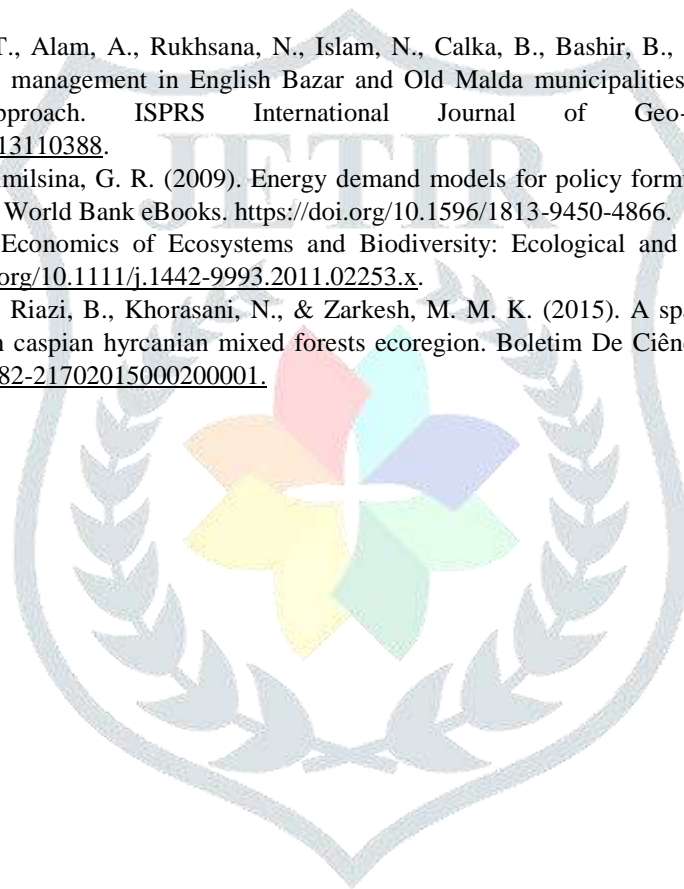 T., Alam, A., Rukhsana, N., Islam, N., Calka, B., Bashir, B.,
management in English Bazar and Old Malda municipalities
pproach. ISPRS International Journal of Geo-
13110388.
imilsina, G. R. (2009). Energy demand models for policy form
World Bank eBooks. https://doi.org/10.1596/1813-9450-4866.
Economics of Ecosystems and Biodiversity: Ecological and
.org/10.1111/j.1442-9993.2011.02253.x.
Riazi, B., Khorasani, N., & Zarkesh, M. M. K. (2015). A spa
n caspian hyrcanian mixed forests ecoregion. Boletim De Ciên
82-21702015000200001.
JETIR